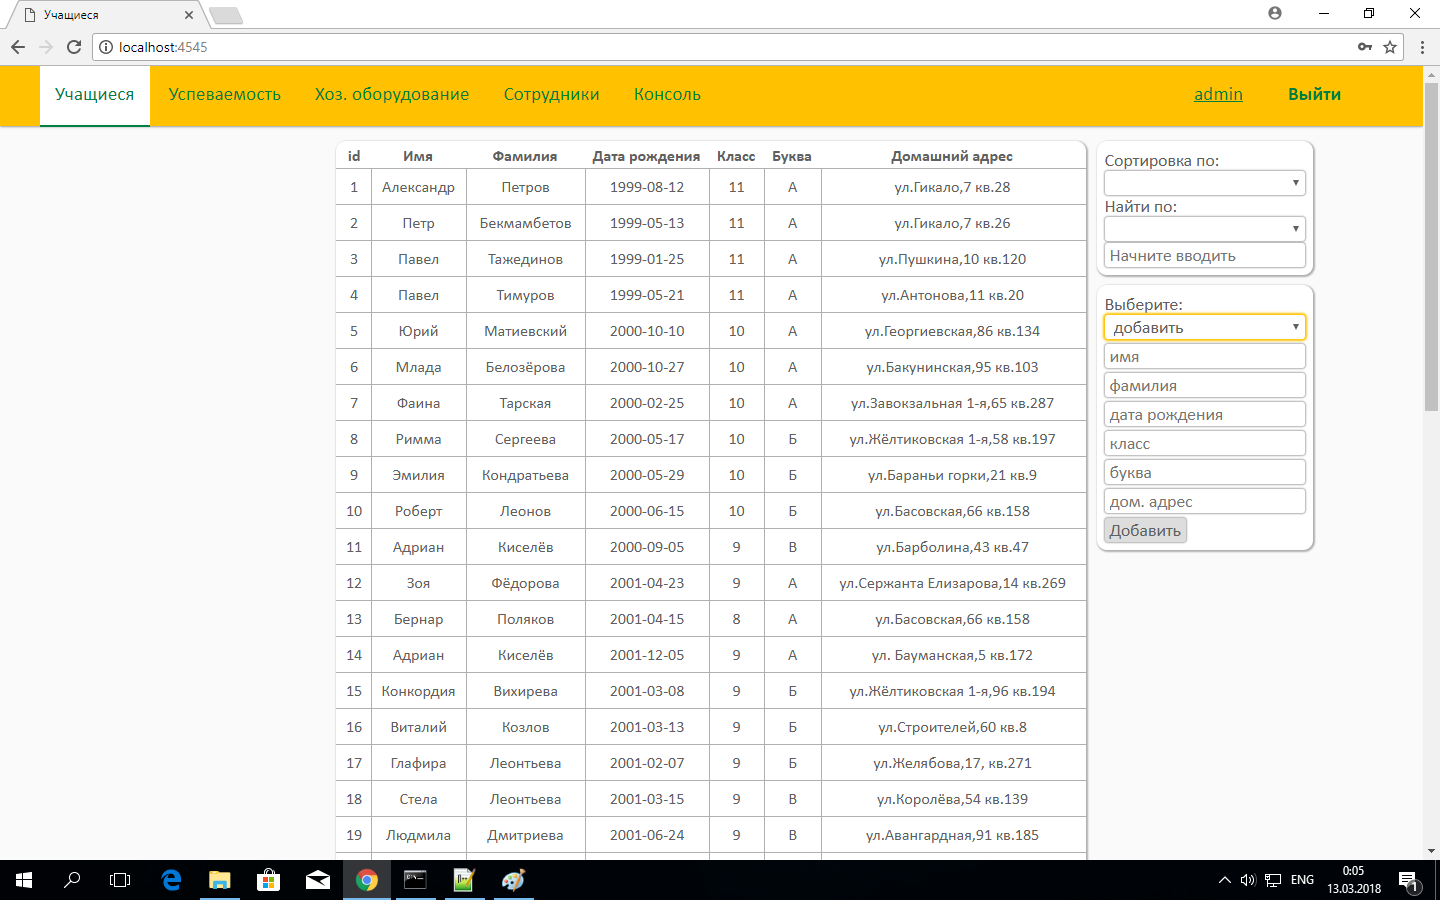 Учащиеся
localhost:4545
Учащиеся Успеваемость Хоз. оборудование Сотрудники Консоль admin Выйти
id Имя Фамилия Дата рождения Класс Буква Домашний адрес
1 Александр Петров 1999-08-12 11 А ул.Гикало,7 кв.28
2 Петр Бекмамбетов 1999-05-13 11 А ул.Гикало,7 кв.26
3 Павел Тажединов 1999-01-25 11 А ул.Пушкина,10 кв.120
4 Павел Тимуров 1999-05-21 11 А ул.Антонова,11 кв.20
5 Юрий Матиевский 2000-10-10 10 А ул.Георгиевская,86 кв.134
6 Млада Белозёрова 2000-10-27 10 А ул.Бакунинская,95 кв.103
7 Фаина Тарская 2000-02-25 10 А ул.Завокзальная 1-я,65 кв.287
8 Римма Сергеева 2000-05-17 10 Б ул.Жёлтиковская 1-я,58 кв.197
9 Эмилия Кондратьева 2000-05-29 10 Б ул.Бараньи горки,21 кв.9
10 Роберт Леонов 2000-06-15 10 Б ул.Басовская,66 кв.158
11 Адриан Киселёв 2000-09-05 9 В ул.Барболина,43 кв.47
12 Зоя Фёдорова 2001-04-23 9 А ул.Сержанта Елизарова,14 кв.269
13 Бернар Поляков 2001-04-15 8 А ул.Басовская,66 кв.158
14 Адриан Киселёв 2001-12-05 9 А ул. Бауманская,5 кв.172
15 Конкордия Вихирева 2001-03-08 9 Б ул.Жёлтиковская 1-я,96 кв.194
16 Виталий Козлов 2001-03-13 9 Б ул.Строителей,60 кв.8
17 Глафира Леонтьева 2001-02-07 9 Б ул.Желябова,17, кв.271
18 Стела Леонтьева 2001-03-15 9 В ул.Королёва,54 кв.139
19 Людмила Дмитриева 2001-06-24 9 В ул.Авангардная,91 кв.185
Сортировка по:
Найти по:
Начните вводить
Выберите:
добавить
имя
фамилия
дата рождения
класс
буква
дом. адрес
Добавить
ENG
0:05
13.03.2018
1